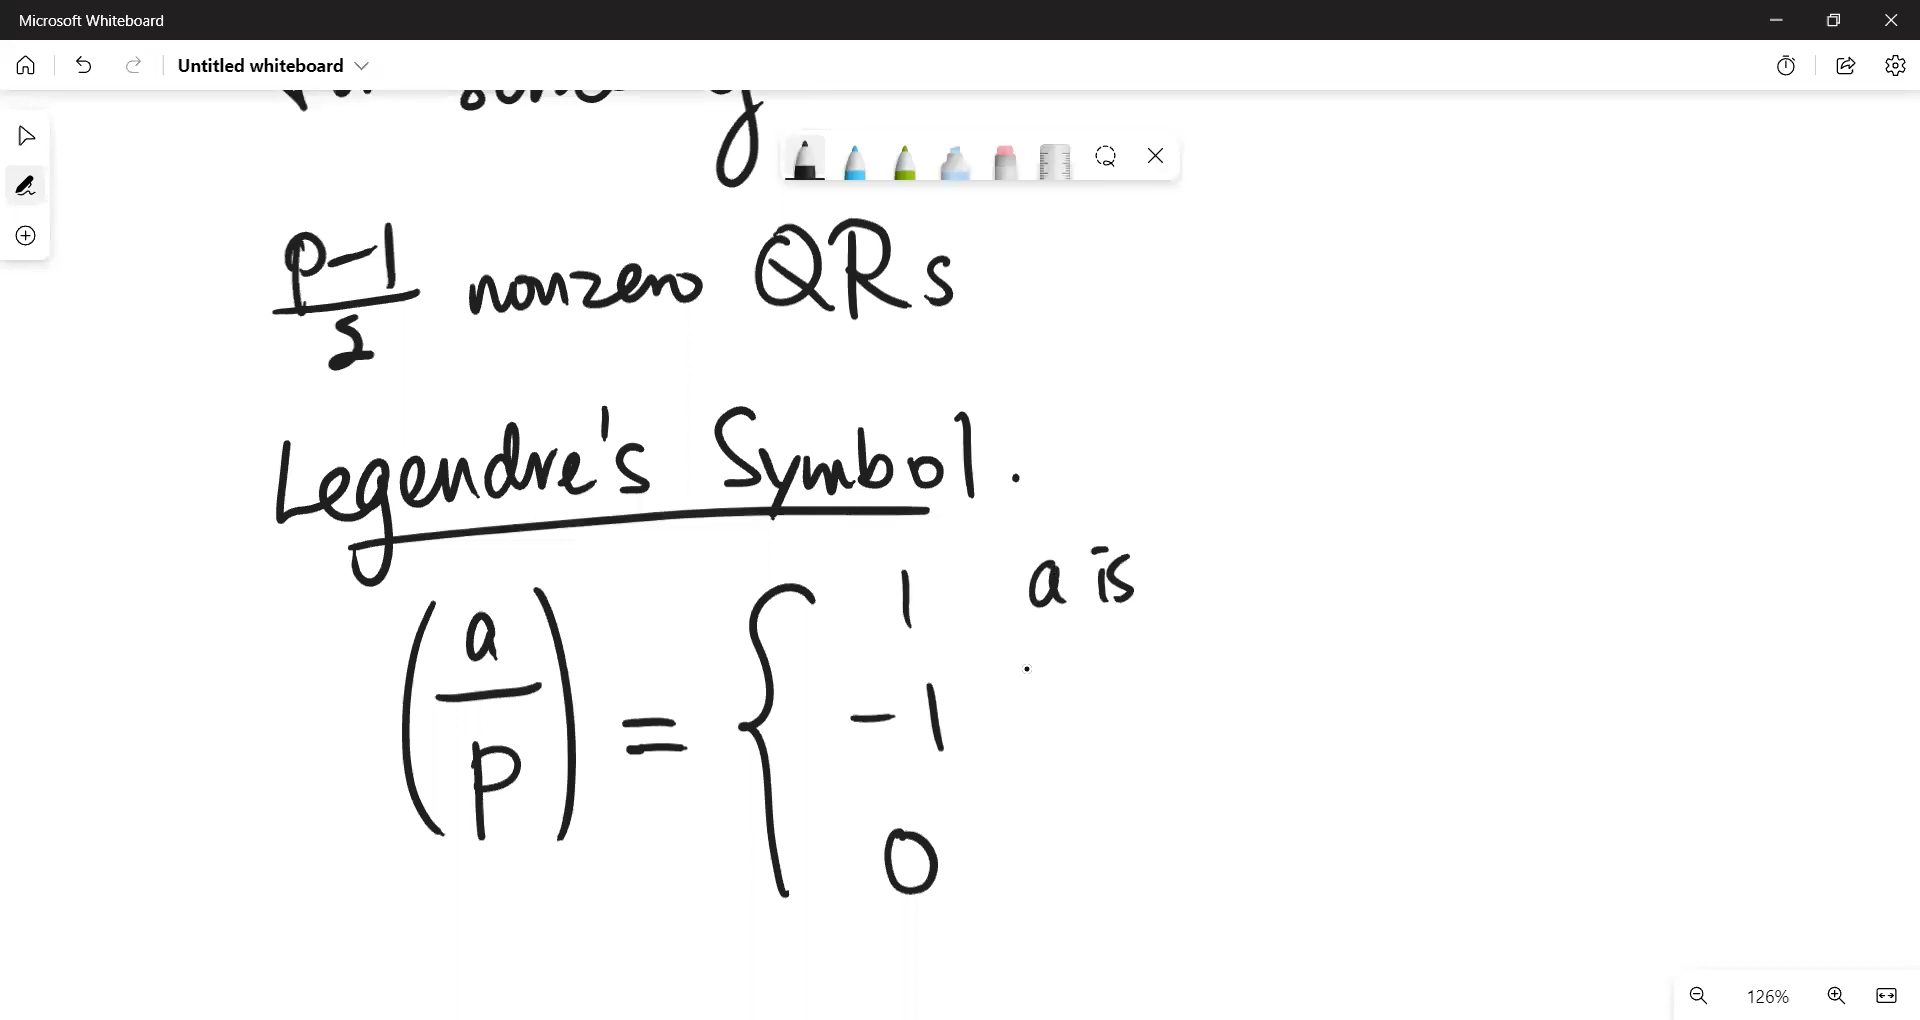 Microsoft Whiteboard
Untitled whiteboard
p-1/2 nonzero QRs
Legendre's Symbol.
(a/p) = { 1 a is
-1
0
126%